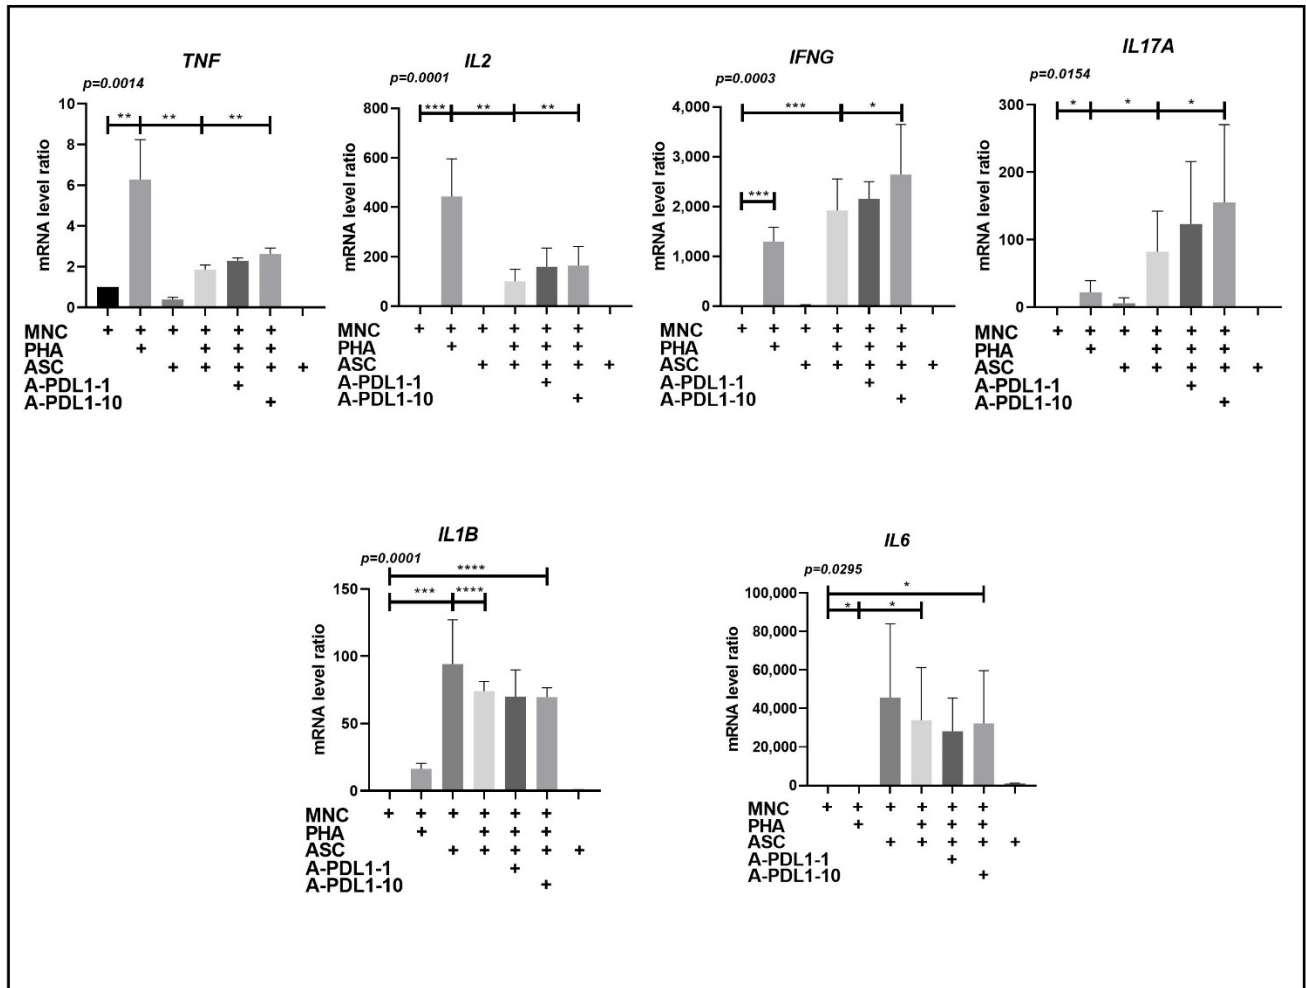 TNF
p=0.0014
** ** **
10
8
6
4
2
0
mRNA level ratio
MNC + + + + + +
PHA + + + +
ASC + + + + +
A-PDL1-1 +
A-PDL1-10 +
IL2
p=0.0001
*** ** **
800
600
400
200
0
mRNA level ratio
MNC + + + + + +
PHA + + + +
ASC + + + + +
A-PDL1-1 +
A-PDL1-10 +
IFNG
p=0.0003
*** *
***
4,000
3,000
2,000
1,000
0
mRNA level ratio
MNC + + + + + +
PHA + + + +
ASC + + + + +
A-PDL1-1 +
A-PDL1-10 +
IL17A
p=0.0154
* * *
300
200
100
0
mRNA level ratio
MNC + + + + + +
PHA + + + +
ASC + + + + +
A-PDL1-1 +
A-PDL1-10 +
IL1B
p=0.0001
****
*** ****
150
100
50
0
mRNA level ratio
MNC + + + + + +
PHA + + + +
ASC + + + + +
A-PDL1-1 +
A-PDL1-10 +
IL6
p=0.0295
*
* *
100,000
80,000
60,000
40,000
20,000
0
mRNA level ratio
MNC + + + + + +
PHA + + + +
ASC + + + + +
A-PDL1-1 +
A-PDL1-10 +